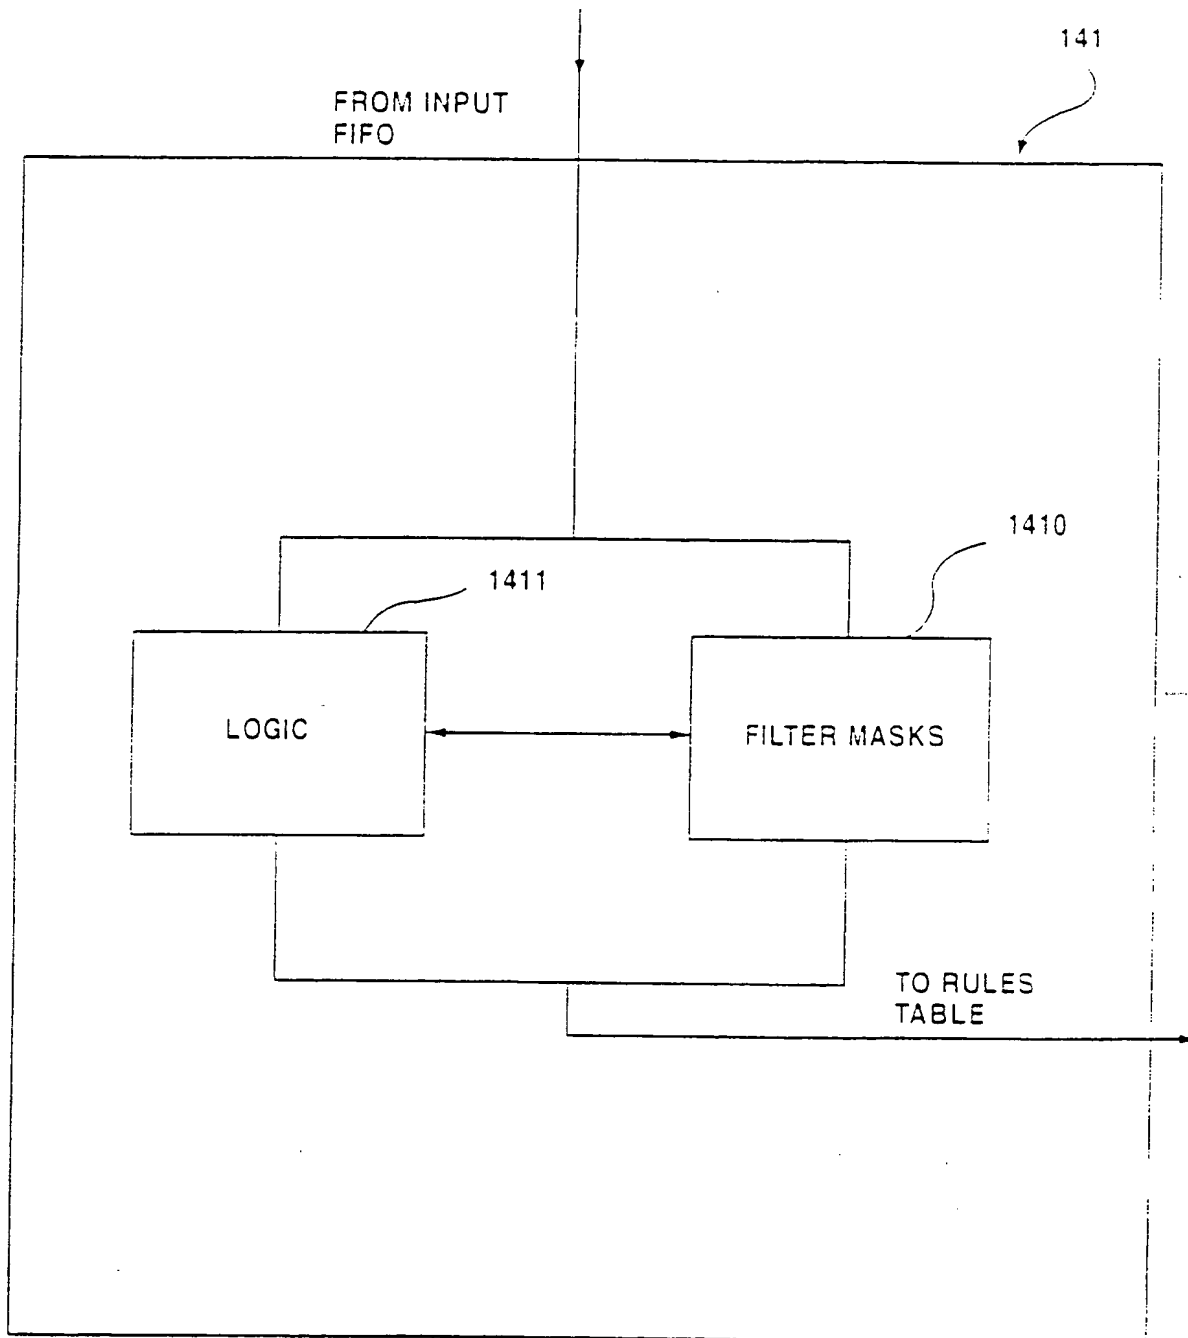 141
FROM INPUT
FIFO
1410
1411
LOGIC
FILTER MASKS
TO RULES
TABLE